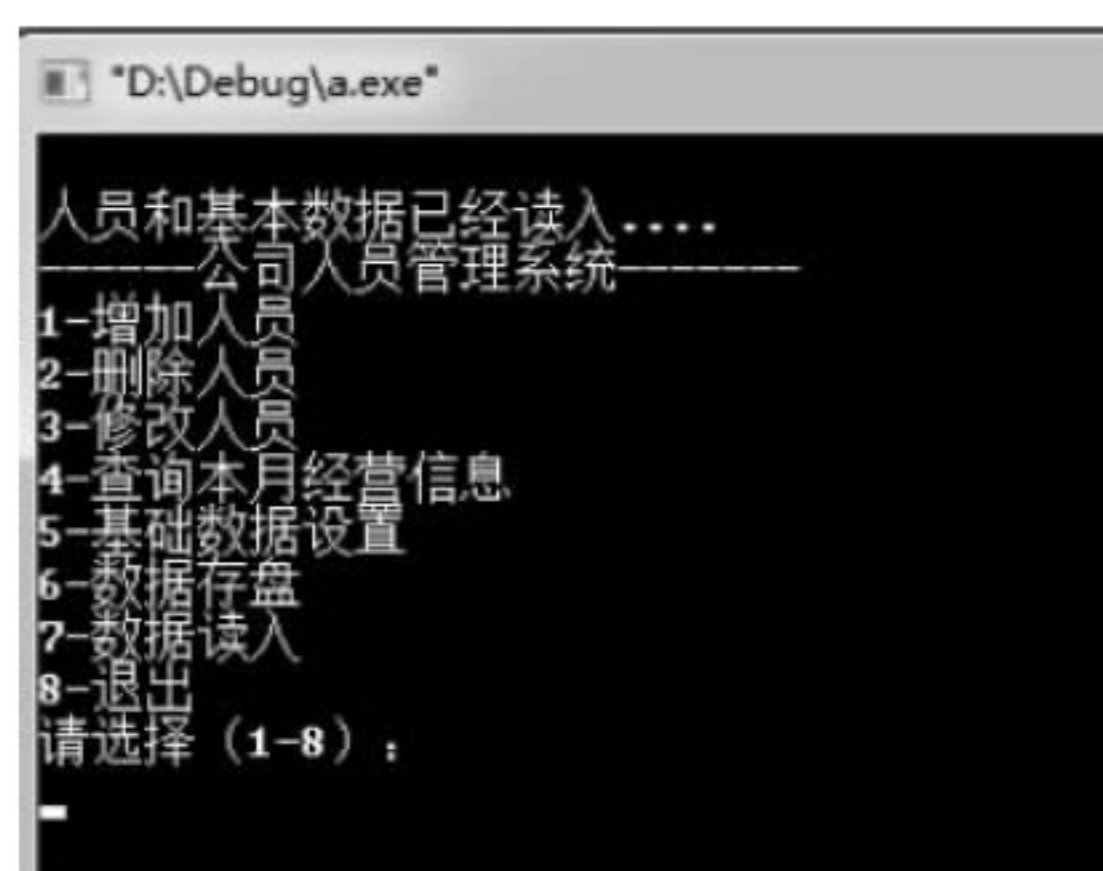 "D:\Debug\a.exe"
人员和基本数据已经读入....
------公司人员管理系统-------
1-增加人员
2-删除人员
3-修改人员
4-查询本月经营信息
5-基础数据设置
6-数据存盘
7-数据读入
8-退出
请选择（1-8）：